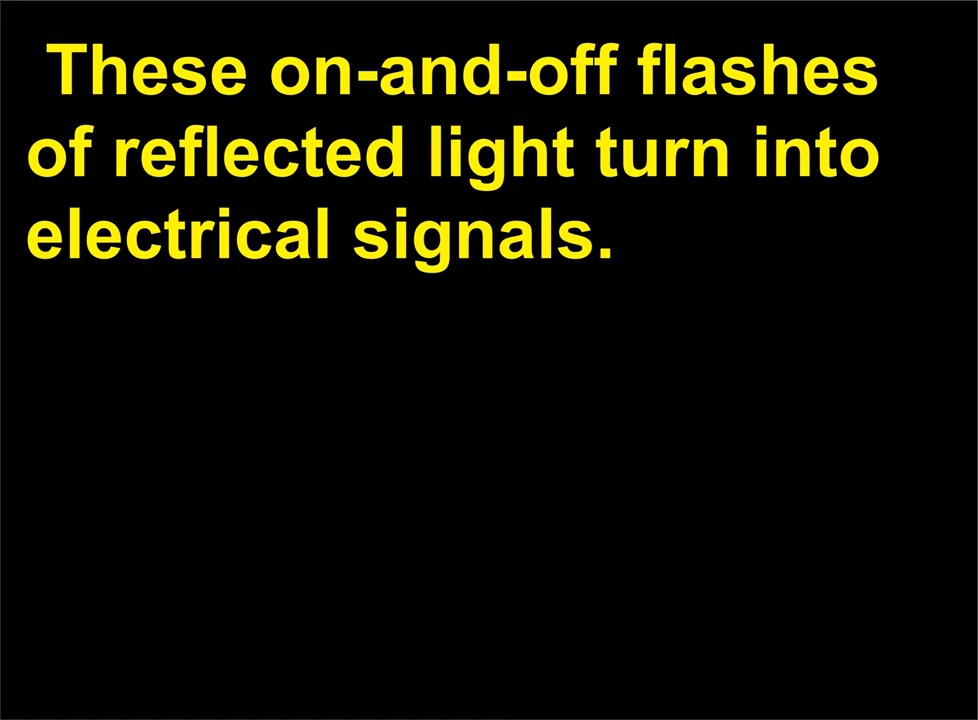 These on-and-off flashes
of reflected light turn into
electrical signals.